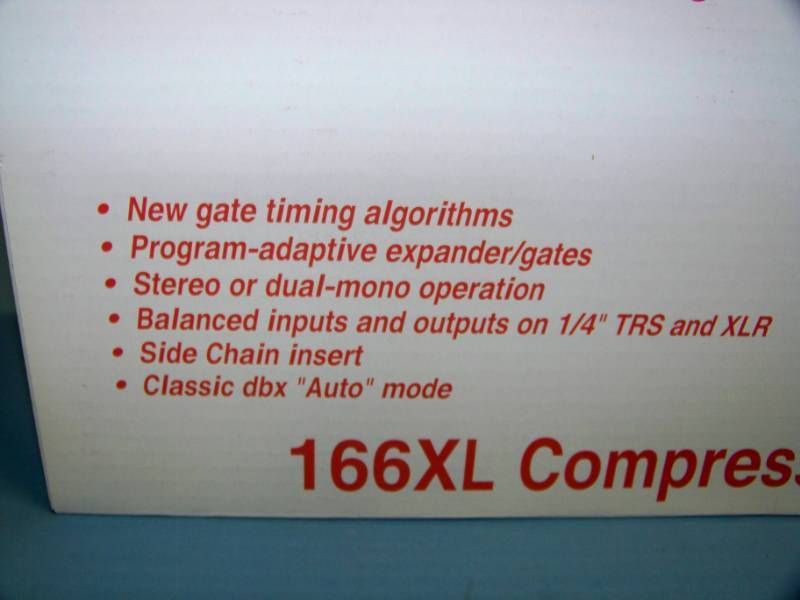 • New gate timing algorithms
• Program-adaptive expander/gates
• Stereo or dual-mono operation
• Balanced inputs and outputs on 1/4" TRS and XLR
• Side Chain insert
• Classic dbx "Auto" mode
166XL Compres